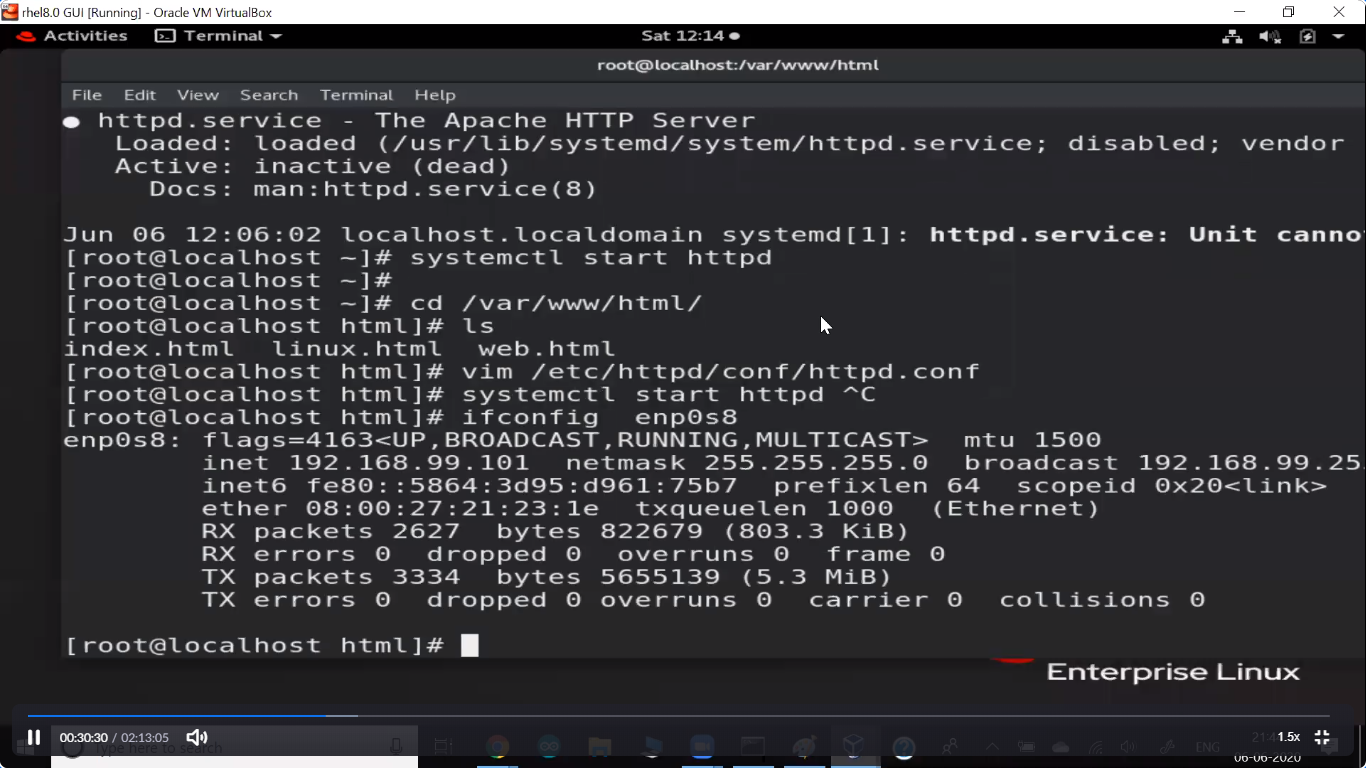 rhel8.0 GUI [Running] - Oracle VM VirtualBox
Activities Terminal Sat 12:14
root@localhost:/var/www/html
File Edit View Search Terminal Help
● httpd.service - The Apache HTTP Server
Loaded: loaded (/usr/lib/systemd/system/httpd.service; disabled; vendor
Active: inactive (dead)
Docs: man:httpd.service(8)
Jun 06 12:06:02 localhost.localdomain systemd[1]: httpd.service: Unit canno
[root@localhost ~]# systemctl start httpd
[root@localhost ~]#
[root@localhost ~]# cd /var/www/html/
[root@localhost html]# ls
index.html linux.html web.html
[root@localhost html]# vim /etc/httpd/conf/httpd.conf
[root@localhost html]# systemctl start httpd ^C
[root@localhost html]# ifconfig enp0s8
enp0s8: flags=4163<UP,BROADCAST,RUNNING,MULTICAST> mtu 1500
inet 192.168.99.101 netmask 255.255.255.0 broadcast 192.168.99.25
inet6 fe80::5864:3d95:d961:75b7 prefixlen 64 scopeid 0x20<link>
ether 08:00:27:21:23:1e txqueuelen 1000 (Ethernet)
RX packets 2627 bytes 822679 (803.3 KiB)
RX errors 0 dropped 0 overruns 0 frame 0
TX packets 3334 bytes 5655139 (5.3 MiB)
TX errors 0 dropped 0 overruns 0 carrier 0 collisions 0
[root@localhost html]#
Enterprise Linux
00:30:30 / 02:13:05 1.5x
Type here to search ENG
06-06-2020